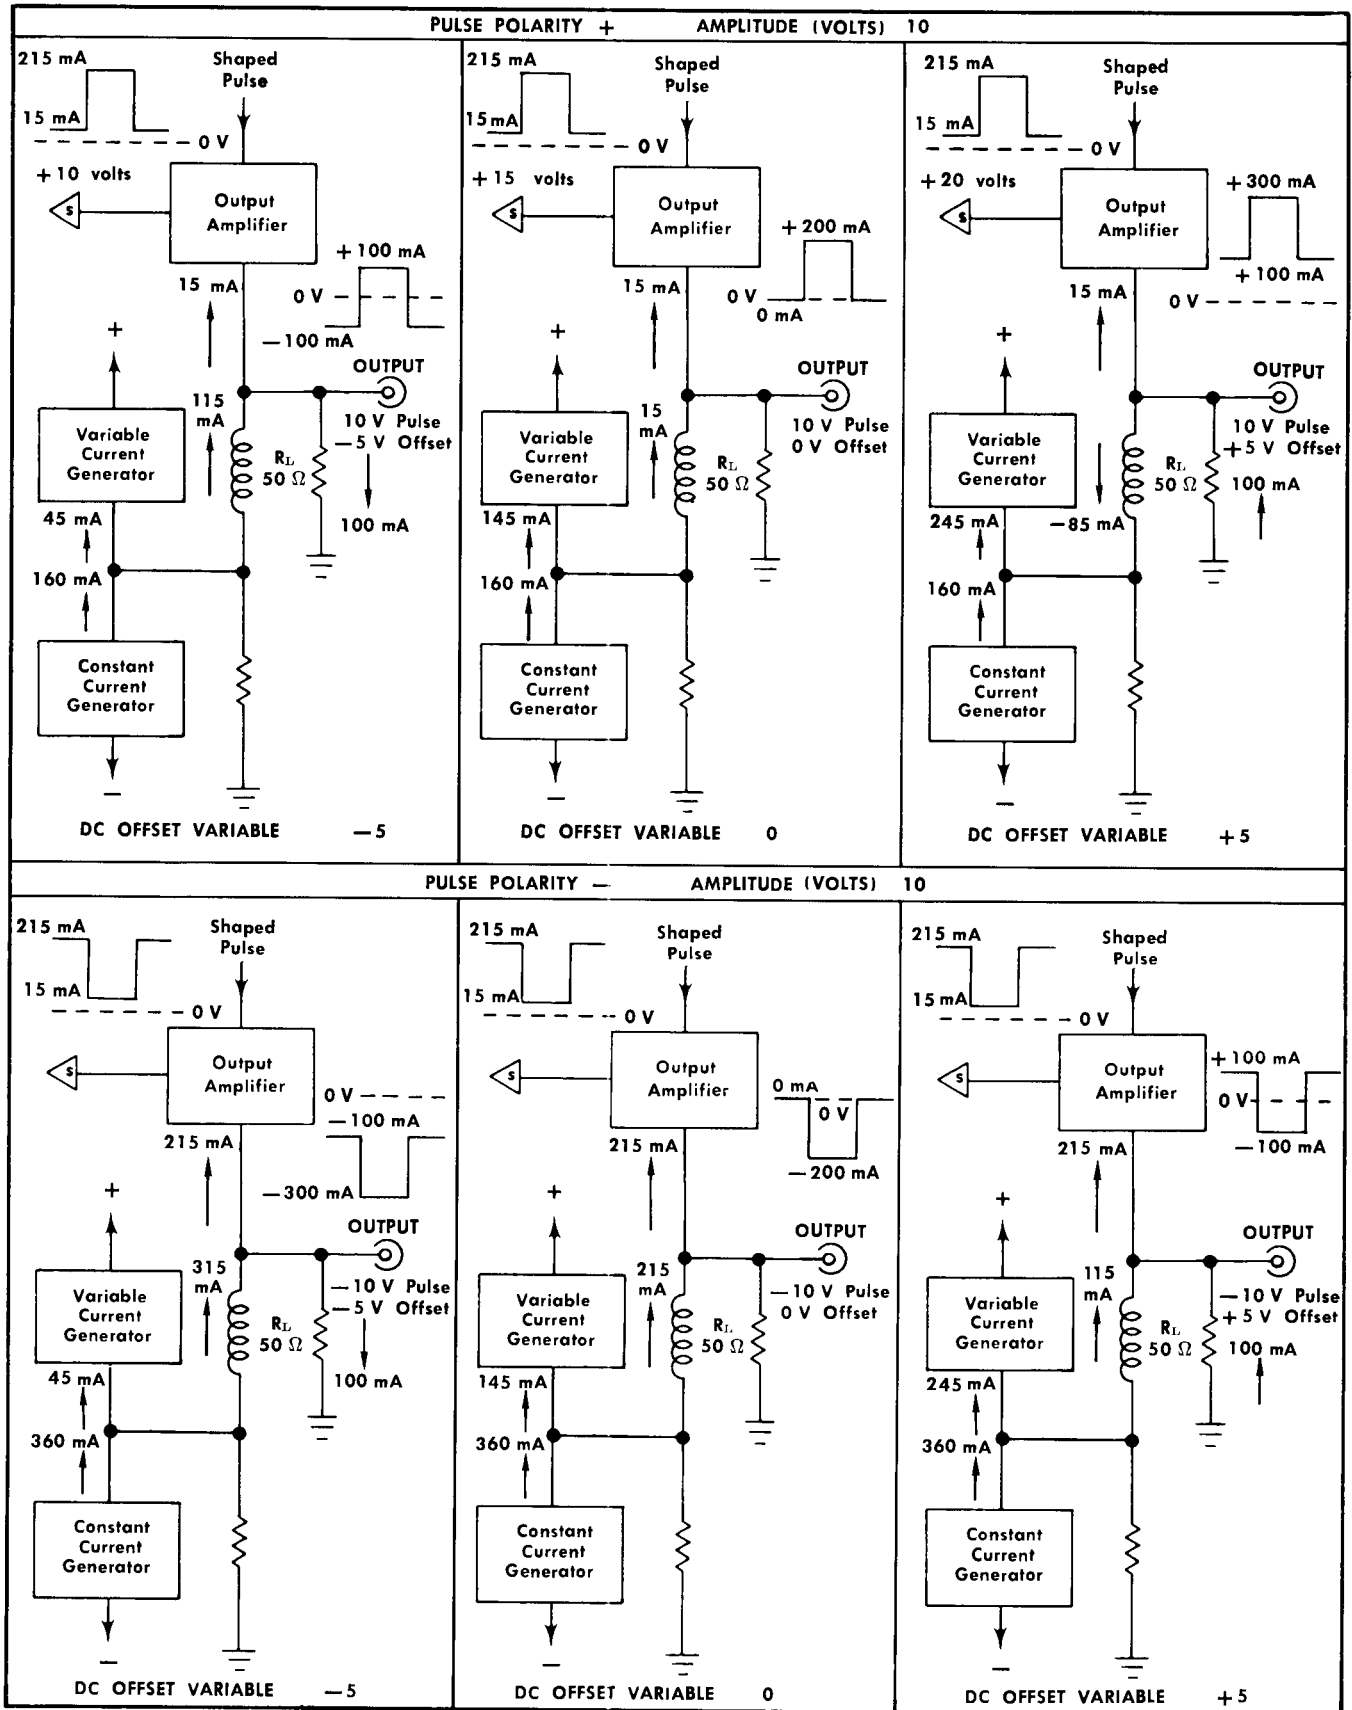 PULSE POLARITY + AMPLITUDE (VOLTS) 10
215 mA
Shaped
Pulse
15 mA
0 V
+ 10 volts
S
Output
Amplifier
+ 100 mA
15 mA
0 V
— 100 mA
+
OUTPUT
115
mA
10 V Pulse
— 5 V Offset
Variable
Current
Generator
RL
50 Ω
45 mA
100 mA
160 mA
Constant
Current
Generator
—
DC OFFSET VARIABLE — 5
215 mA
Shaped
Pulse
15 mA
0 V
+ 15 volts
S
Output
Amplifier
+ 200 mA
15 mA
0 V
0 mA
+
OUTPUT
15
mA
10 V Pulse
0 V Offset
Variable
Current
Generator
RL
50 Ω
145 mA
160 mA
Constant
Current
Generator
—
DC OFFSET VARIABLE 0
215 mA
Shaped
Pulse
15 mA
0 V
+ 20 volts
S
Output
Amplifier
+ 300 mA
+ 100 mA
15 mA
0 V
+
OUTPUT
10 V Pulse
+ 5 V Offset
Variable
Current
Generator
RL
50 Ω
100 mA
245 mA
—85 mA
160 mA
Constant
Current
Generator
—
DC OFFSET VARIABLE + 5
PULSE POLARITY — AMPLITUDE (VOLTS) 10
215 mA
Shaped
Pulse
15 mA
0 V
S
Output
Amplifier
0 V
— 100 mA
215 mA
— 300 mA
+
OUTPUT
315
mA
— 10 V Pulse
— 5 V Offset
Variable
Current
Generator
RL
50 Ω
45 mA
100 mA
360 mA
Constant
Current
Generator
—
DC OFFSET VARIABLE — 5
215 mA
Shaped
Pulse
15 mA
0 V
S
Output
Amplifier
0 mA
0 V
215 mA
— 200 mA
+
OUTPUT
215
mA
— 10 V Pulse
0 V Offset
Variable
Current
Generator
RL
50 Ω
145 mA
360 mA
Constant
Current
Generator
—
DC OFFSET VARIABLE 0
215 mA
Shaped
Pulse
15 mA
0 V
S
Output
Amplifier
+ 100 mA
0 V
— 100 mA
215 mA
+
OUTPUT
115
mA
— 10 V Pulse
+ 5 V Offset
Variable
Current
Generator
RL
50 Ω
100 mA
245 mA
360 mA
Constant
Current
Generator
—
DC OFFSET VARIABLE + 5